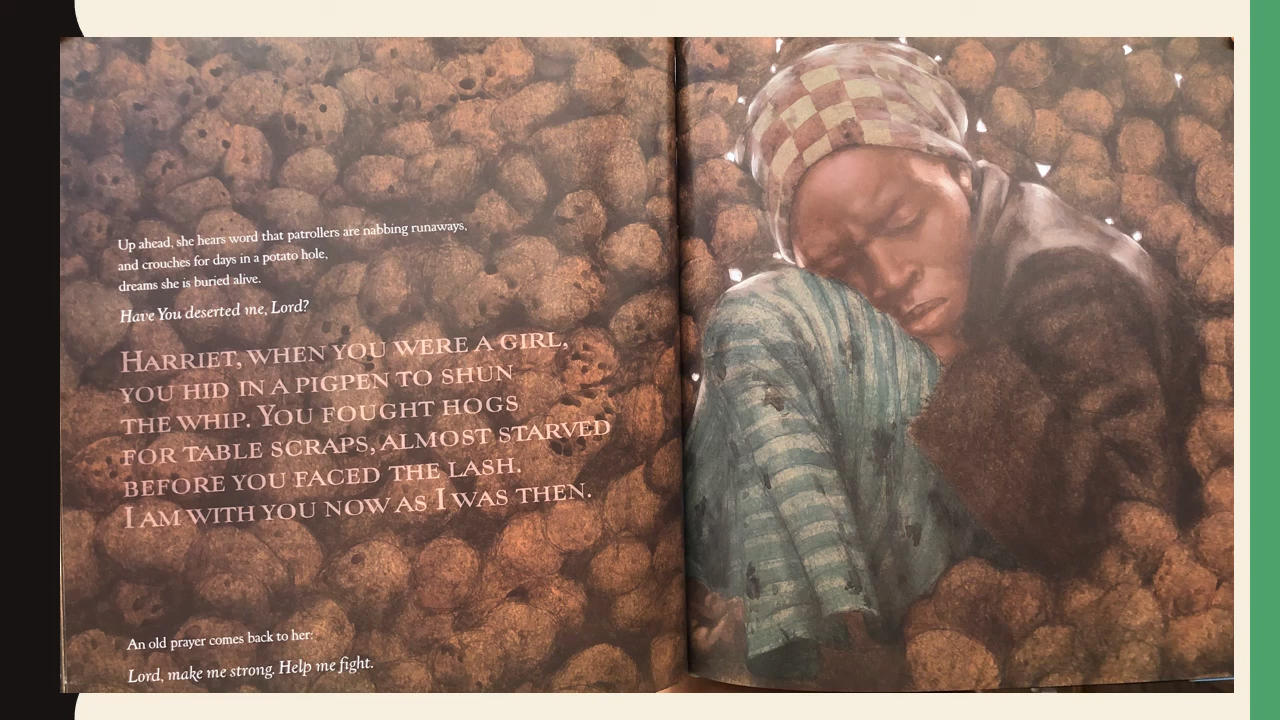 Up ahead, she hears word that patrollers are nabbing runaways,
and crouches for days in a potato hole,
dreams she is buried alive.
Have You deserted me, Lord?
HARRIET, WHEN YOU WERE A GIRL,
YOU HID IN A PIGPEN TO SHUN
THE WHIP. YOU FOUGHT HOGS
FOR TABLE SCRAPS, ALMOST STARVED
BEFORE YOU FACED THE LASH.
I AM WITH YOU NOW AS I WAS THEN.
An old prayer comes back to her:
Lord, make me strong. Help me fight.